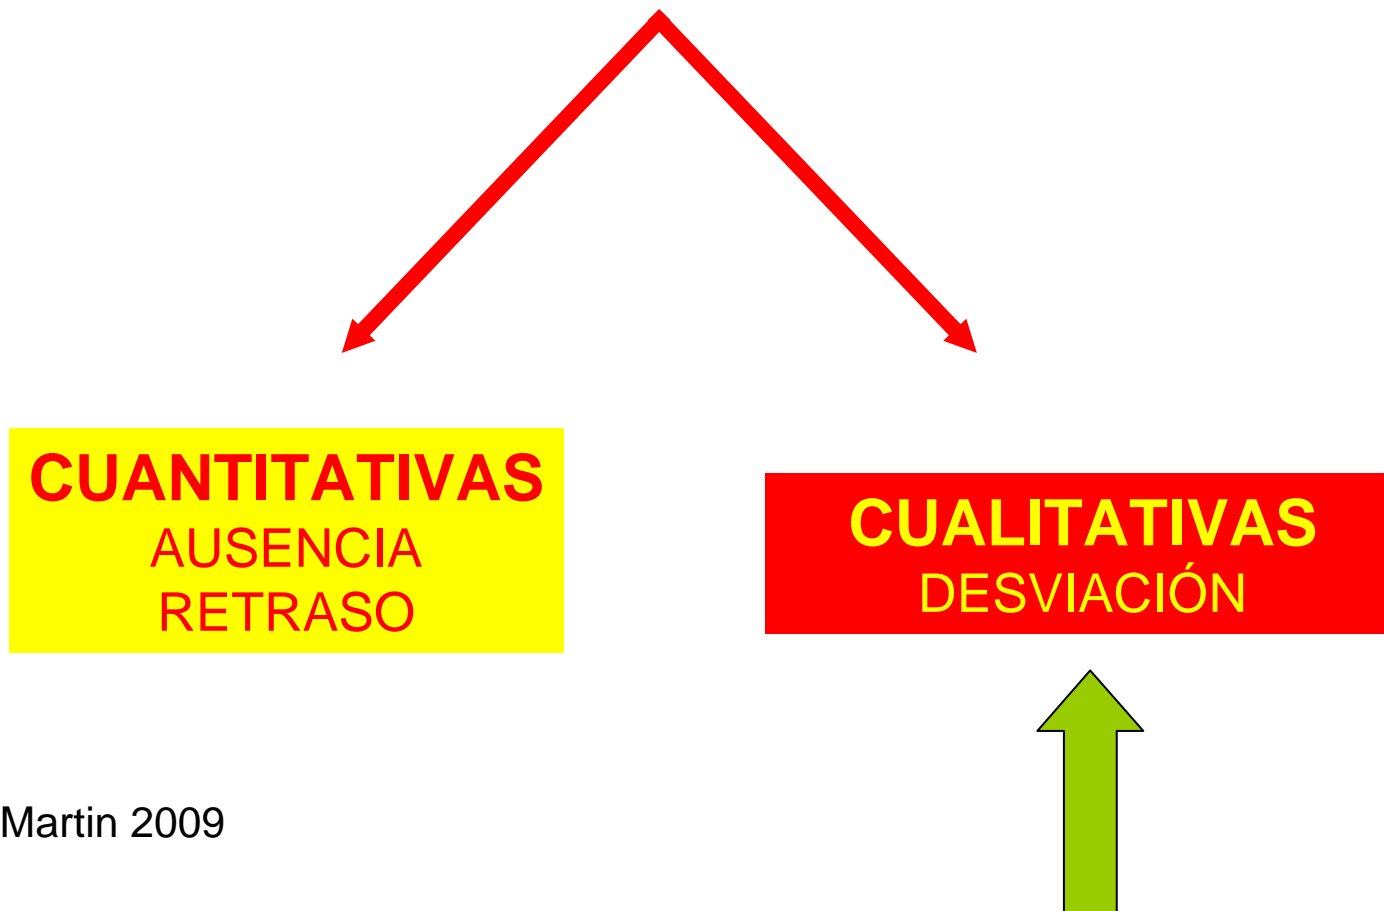 CUANTITATIVAS
AUSENCIA
RETRASO
CUALITATIVAS
DESVIACIÓN
Martin 2009